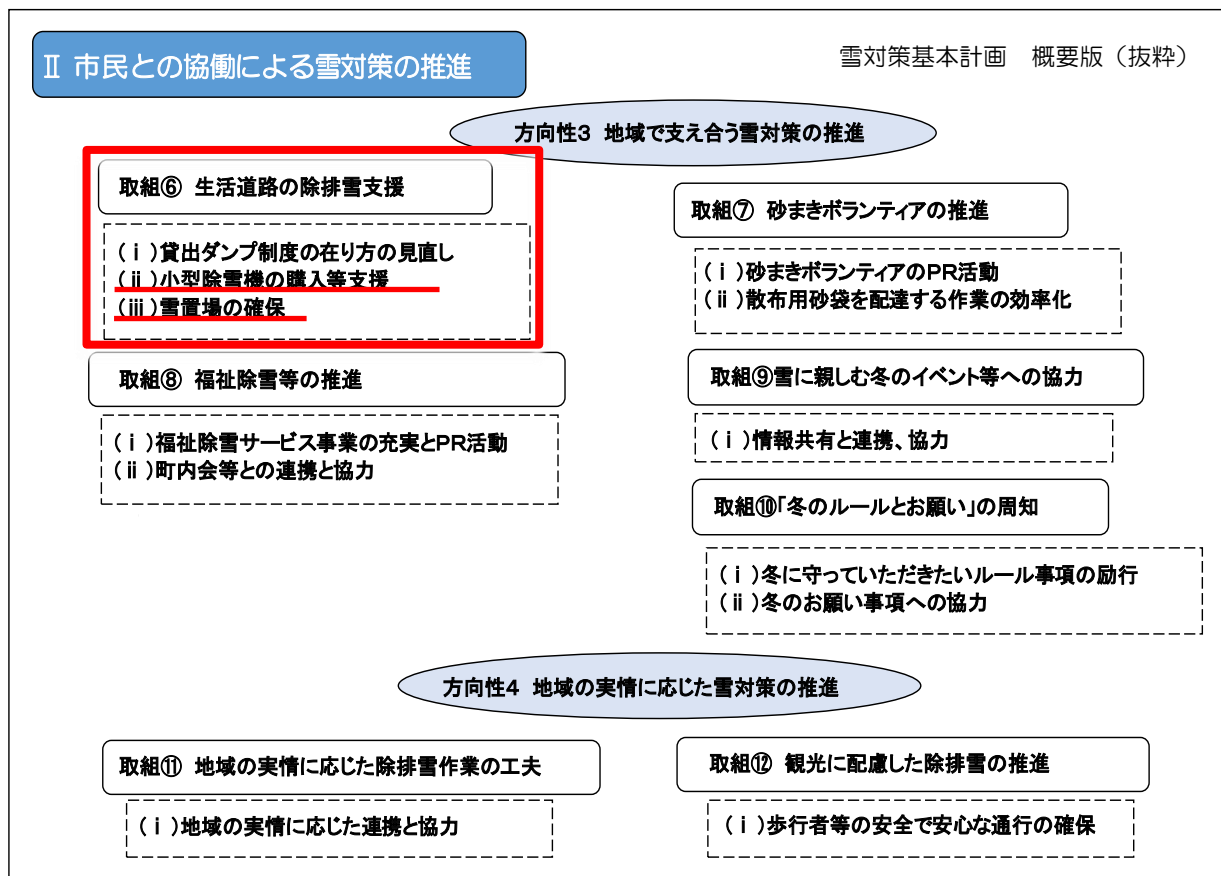 Ⅱ 市民との協働による雪対策の推進
雪対策基本計画　概要版（抜粋）
方向性３ 地域で支え合う雪対策の推進
取組⑥ 生活道路の除排雪支援
(ⅰ)貸出ダンプ制度の在り方の見直し
(ⅱ)小型除雪機の購入等支援
(ⅲ)雪置場の確保
取組⑦ 砂まきボランティアの推進
(ⅰ)砂まきボランティアのＰＲ活動
(ⅱ)散布用砂袋を配達する作業の効率化
取組⑧ 福祉除雪等の推進
(ⅰ)福祉除雪サービス事業の充実とＰＲ活動
(ⅱ)町内会等との連携と協力
取組⑨雪に親しむ冬のイベント等への協力
(ⅰ)情報共有と連携、協力
取組⑩「冬のルールとお願い」の周知
(ⅰ)冬に守っていただきたいルール事項の励行
(ⅱ)冬のお願い事項への協力
方向性４ 地域の実情に応じた雪対策の推進
取組⑪ 地域の実情に応じた除排雪作業の工夫
(ⅰ)地域の実情に応じた連携と協力
取組⑫ 観光に配慮した除排雪の推進
(ⅰ)歩行者等の安全で安心な通行の確保